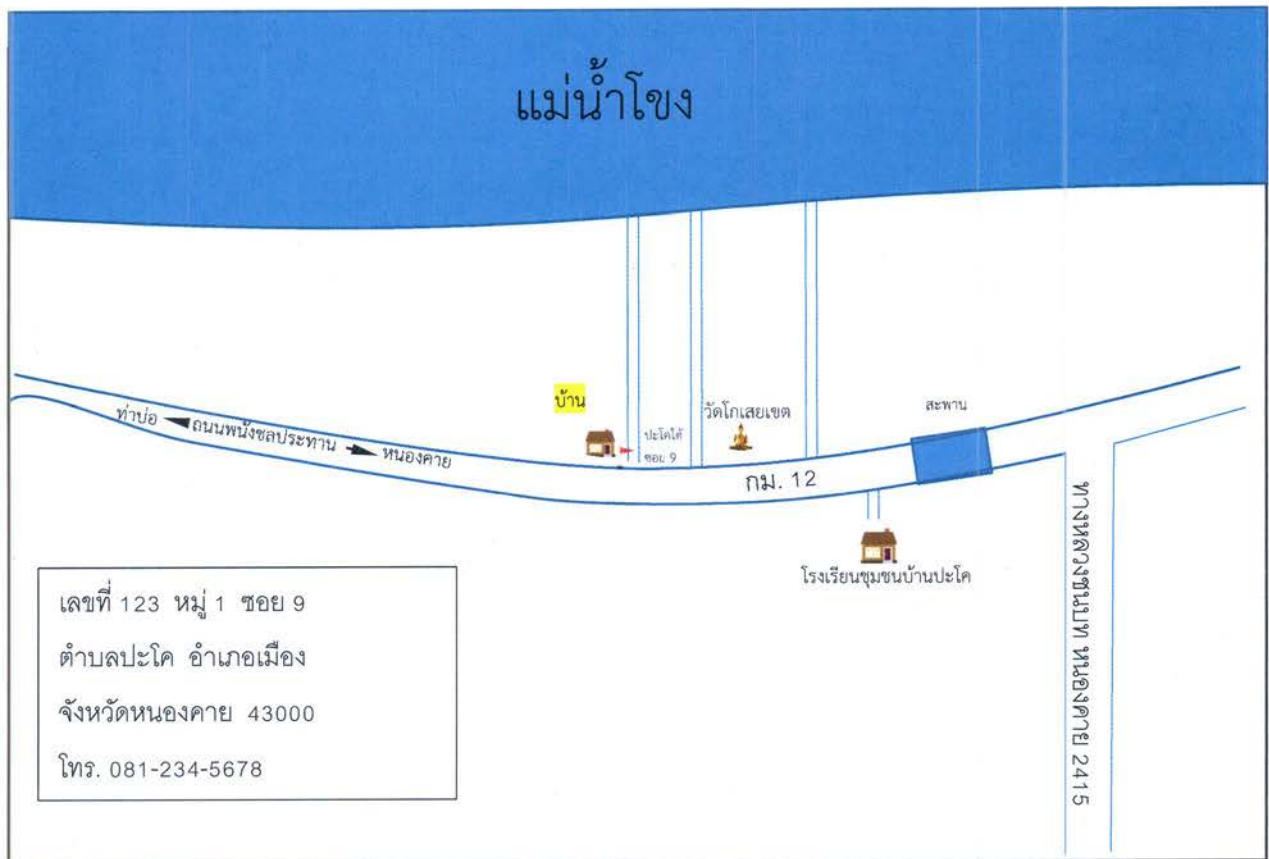 แม่น้ำโขง
บ้าน
ปะโคใต้
ซอย 9
วัดโกเสยเขต
สะพาน
ท่าบ่อ
ถนนพนังชลประทาน
หนองคาย
กม. 12
โรงเรียนชุมชนบ้านปะโค
ทางหลวงชนบท หนองคาย 2415
เลขที่ 123 หมู่ 1 ซอย 9
ตำบลปะโค อำเภอเมือง
จังหวัดหนองคาย 43000
โทร. 081-234-5678